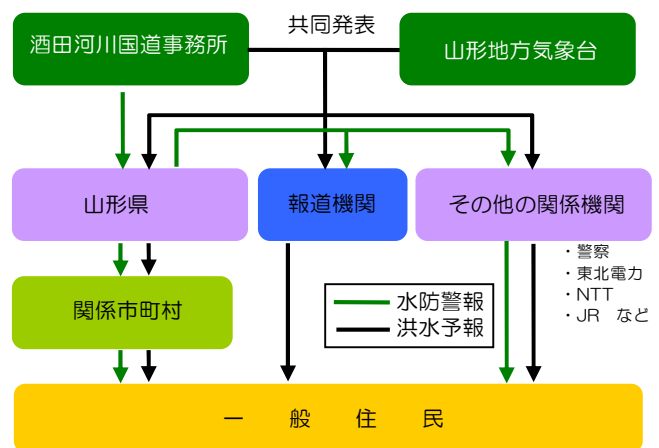 共同発表
酒田河川国道事務所
山形地方気象台
山形県
報道機関
その他の関係機関
・警察
・東北電力
・NTT
・JR など
関係市町村
水防警報
洪水予報
一般住民